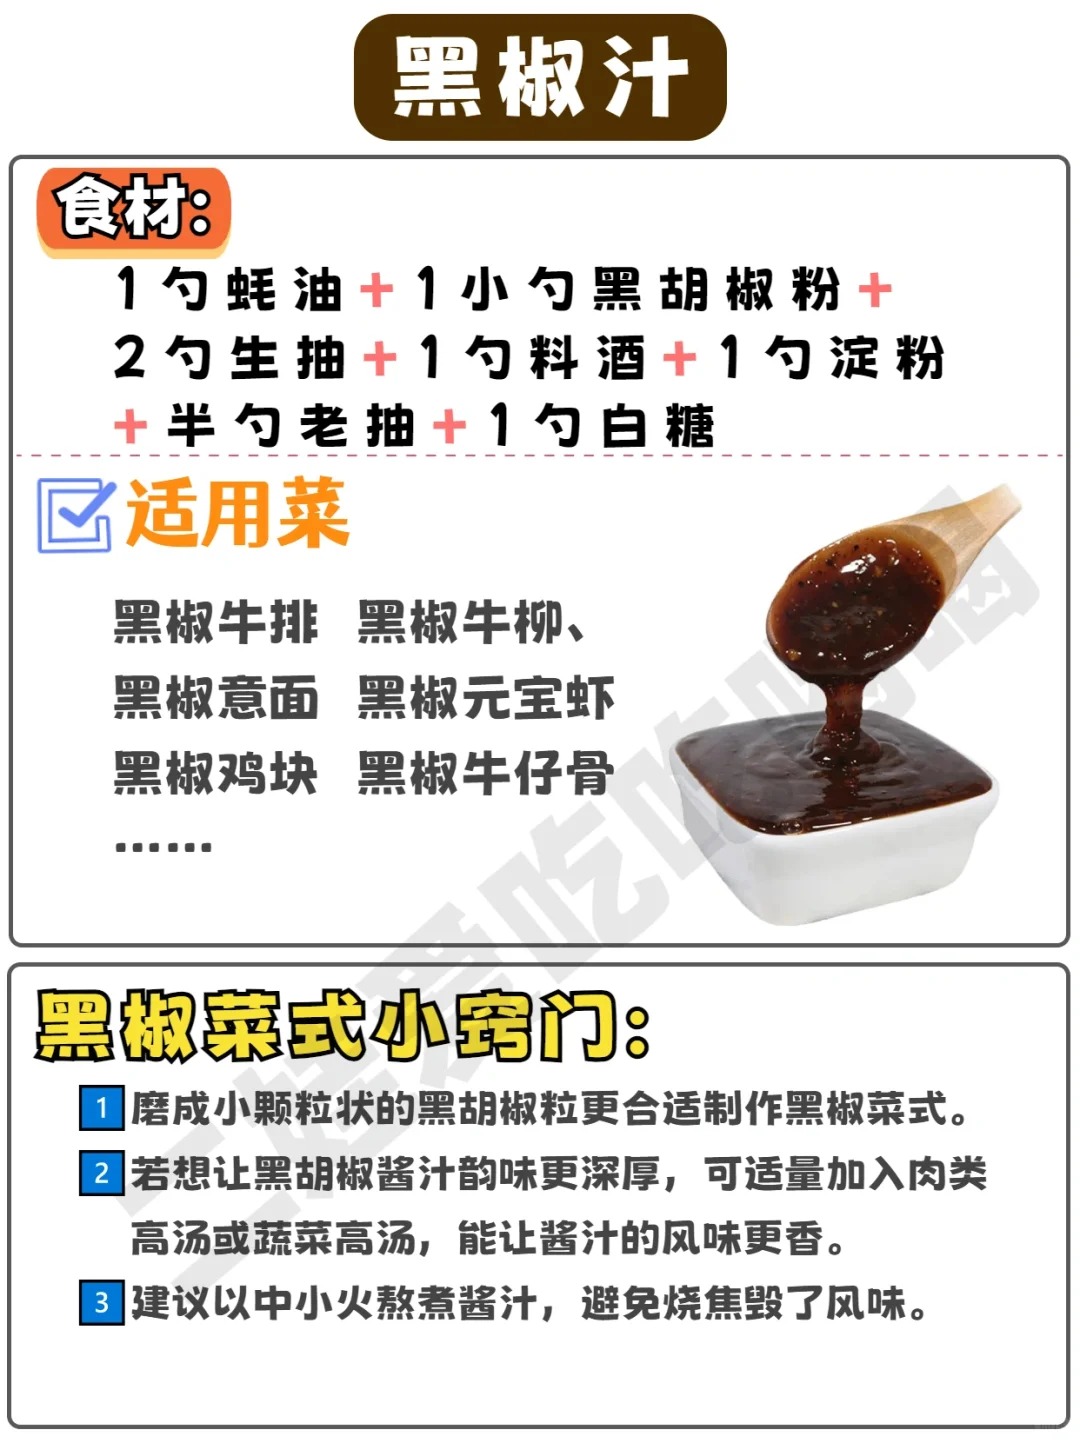 黑椒汁
食材:
1勺蚝油+1小勺黑胡椒粉+
2勺生抽+1勺料酒+1勺淀粉
+半勺老抽+1勺白糖
适用菜
黑椒牛排 黑椒牛柳、
黑椒意面 黑椒元宝虾
黑椒鸡块 黑椒牛仔骨
......
黑椒菜式小窍门:
1 磨成小颗粒状的黑胡椒粒更合适制作黑椒菜式。
2 若想让黑胡椒酱汁韵味更深厚，可适量加入肉类
高汤或蔬菜高汤，能让酱汁的风味更香。
3 建议以中小火熬煮酱汁，避免烧焦毁了风味。